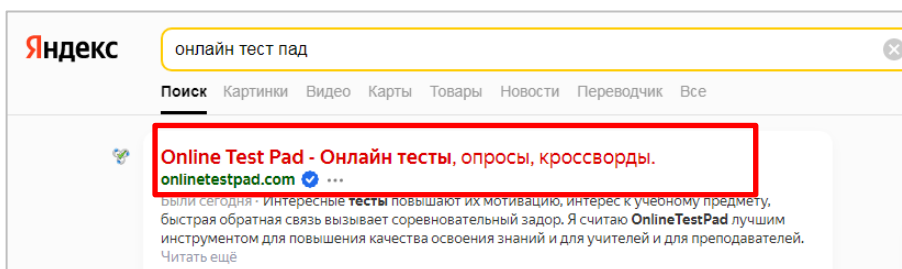 Яндекс
онлайн тест пад
Поиск Картинки Видео Карты Товары Новости Переводчик Все
Online Test Pad - Онлайн тесты, опросы, кроссворды.
onlinetestpad.com
Были сегодня · Интересные тесты повышают их мотивацию, интерес к учебному предмету,
быстрая обратная связь вызывает соревновательный задор. Я считаю OnlineTestPad лучшим
инструментом для повышения качества освоения знаний и для учителей и для преподавателей.
Читать ещё